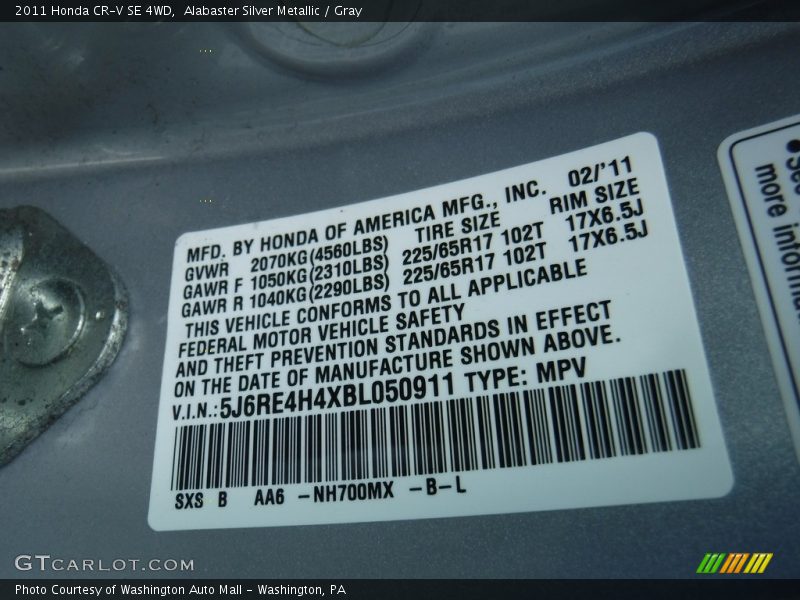 2011 Honda CR-V SE 4WD, Alabaster Silver Metallic / Gray
MFD. BY HONDA OF AMERICA MFG., INC. 02/'11
GVWR 2070KG(4560LBS) TIRE SIZE RIM SIZE
GAWR F 1050KG(2310LBS) 225/65R17 102T 17X6.5J
GAWR R 1040KG(2290LBS) 225/65R17 102T 17X6.5J
THIS VEHICLE CONFORMS TO ALL APPLICABLE
FEDERAL MOTOR VEHICLE SAFETY
AND THEFT PREVENTION STANDARDS IN EFFECT
ON THE DATE OF MANUFACTURE SHOWN ABOVE.
V.I.N.:5J6RE4H4XBL050911 TYPE: MPV
SXS B AA6 -NH700MX -B-L
See
more
GTCARLOT.COM
Photo Courtesy of Washington Auto Mall - Washington, PA